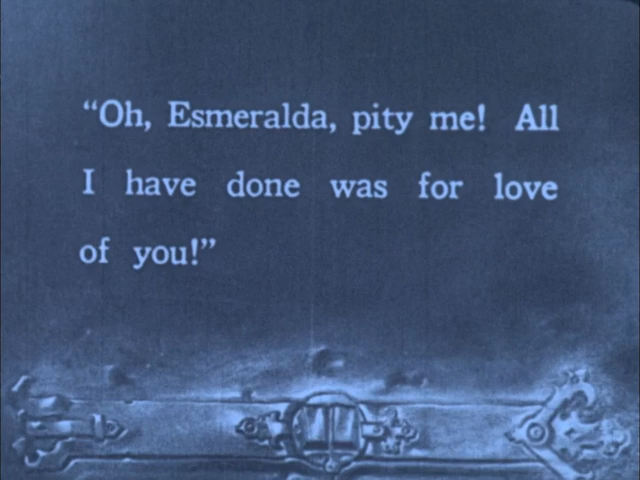 “Oh, Esmeralda, pity me! All
I have done was for love
of you!”